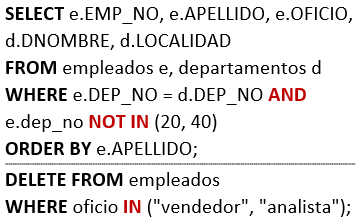 SELECT e.EMP_NO, e.APELLIDO, e.OFICIO,
d.DNOMBRE, d.LOCALIDAD
FROM empleados e, departamentos d
WHERE e.DEP_NO = d.DEP_NO AND
e.dep_no NOT IN (20, 40)
ORDER BY e.APELLIDO;
DELETE FROM empleados
WHERE oficio IN ("vendedor", "analista");